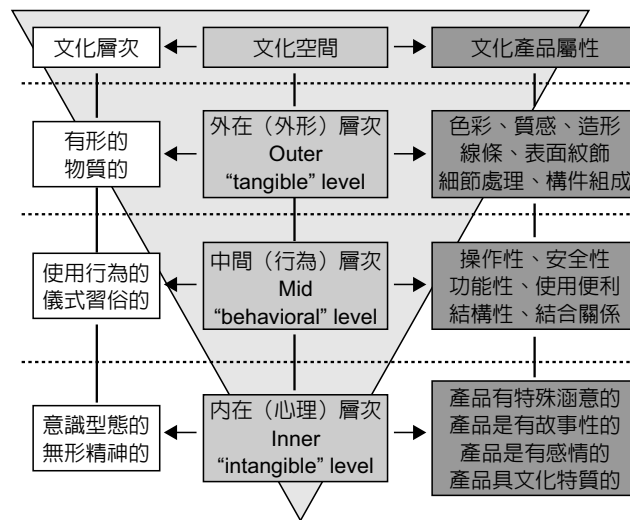 文化層次
文化空間
文化產品屬性
有形的
物質的
外在（外形）層次
Outer
“tangible” level
色彩、質感、造形
線條、表面紋飾
細節處理、構件組成
使用行為的
儀式習俗的
中間（行為）層次
Mid
“behavioral” level
操作性、安全性
功能性、使用便利
結構性、結合關係
意識型態的
無形精神的
內在（心理）層次
Inner
“intangible” level
產品有特殊涵意的
產品是有故事性的
產品是有感情的
產品具文化特質的